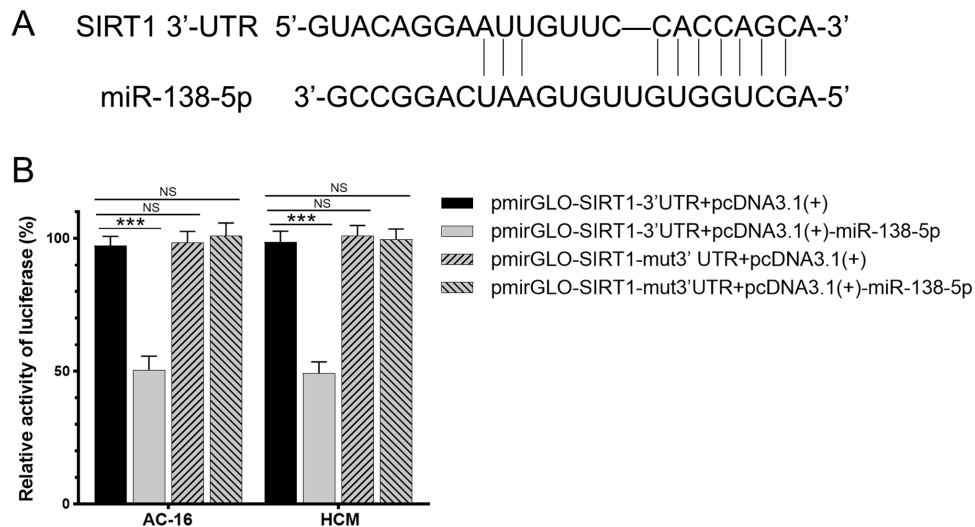 A
SIRT1 3'-UTR 5'-GUACAGGAAUUGUUC—CACCAGCA-3'
miR-138-5p 3'-GCCGGACUAAGUGUUGUGGUCGA-5'
B
Relative activity of luciferase (%)
100
50
0
NS
NS
***
NS
NS
***
AC-16
HCM
pmirGLO-SIRT1-3'UTR+pcDNA3.1(+)
pmirGLO-SIRT1-3'UTR+pcDNA3.1(+)-miR-138-5p
pmirGLO-SIRT1-mut3' UTR+pcDNA3.1(+)
pmirGLO-SIRT1-mut3'UTR+pcDNA3.1(+)-miR-138-5p